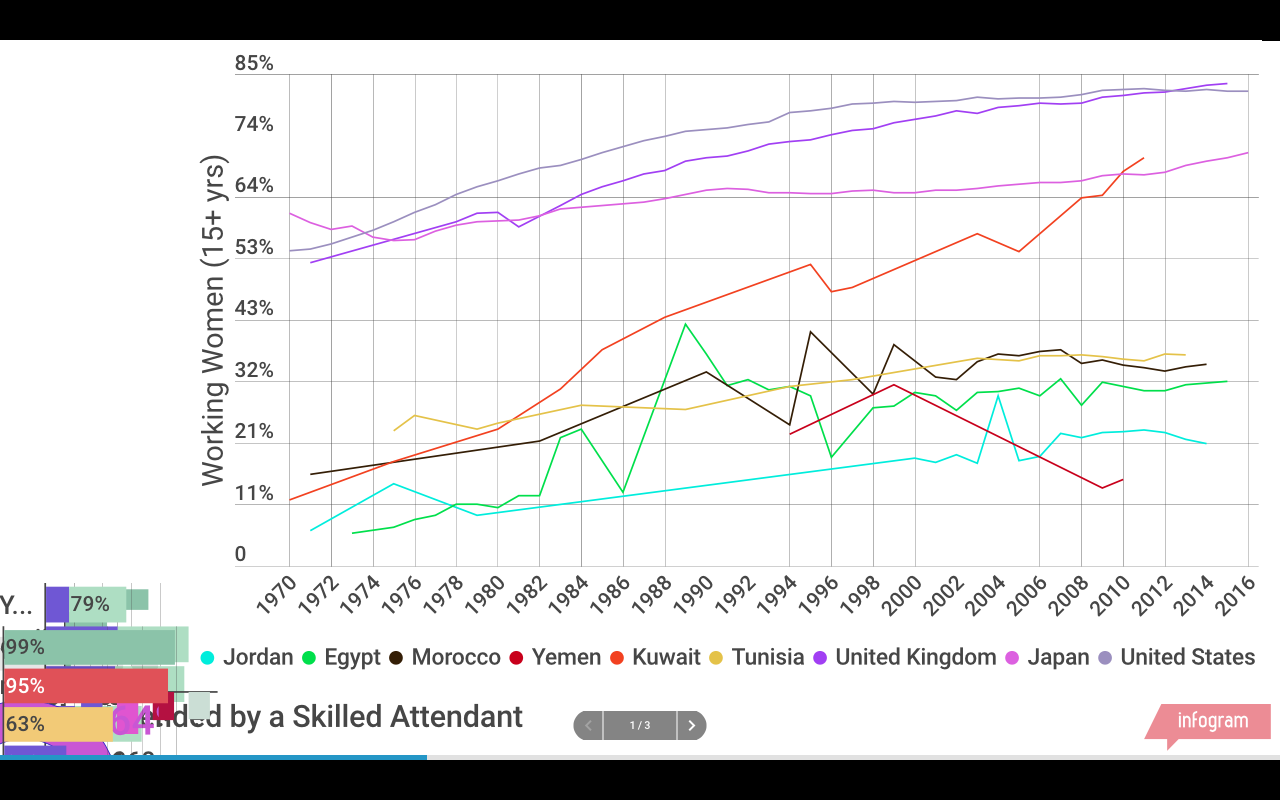 85%
74%
64%
53%
43%
32%
21%
11%
0
Working Women (15+ yrs)
1970 1972 1974 1976 1978 1980 1982 1984 1986 1988 1990 1992 1994 1996 1998 2000 2002 2004 2006 2008 2010 2012 2014 2016
Y... 79%
99%
Jordan Egypt Morocco Yemen Kuwait Tunisia United Kingdom Japan United States
95%
by a Skilled Attendant
63%
64
1 / 3
infogram